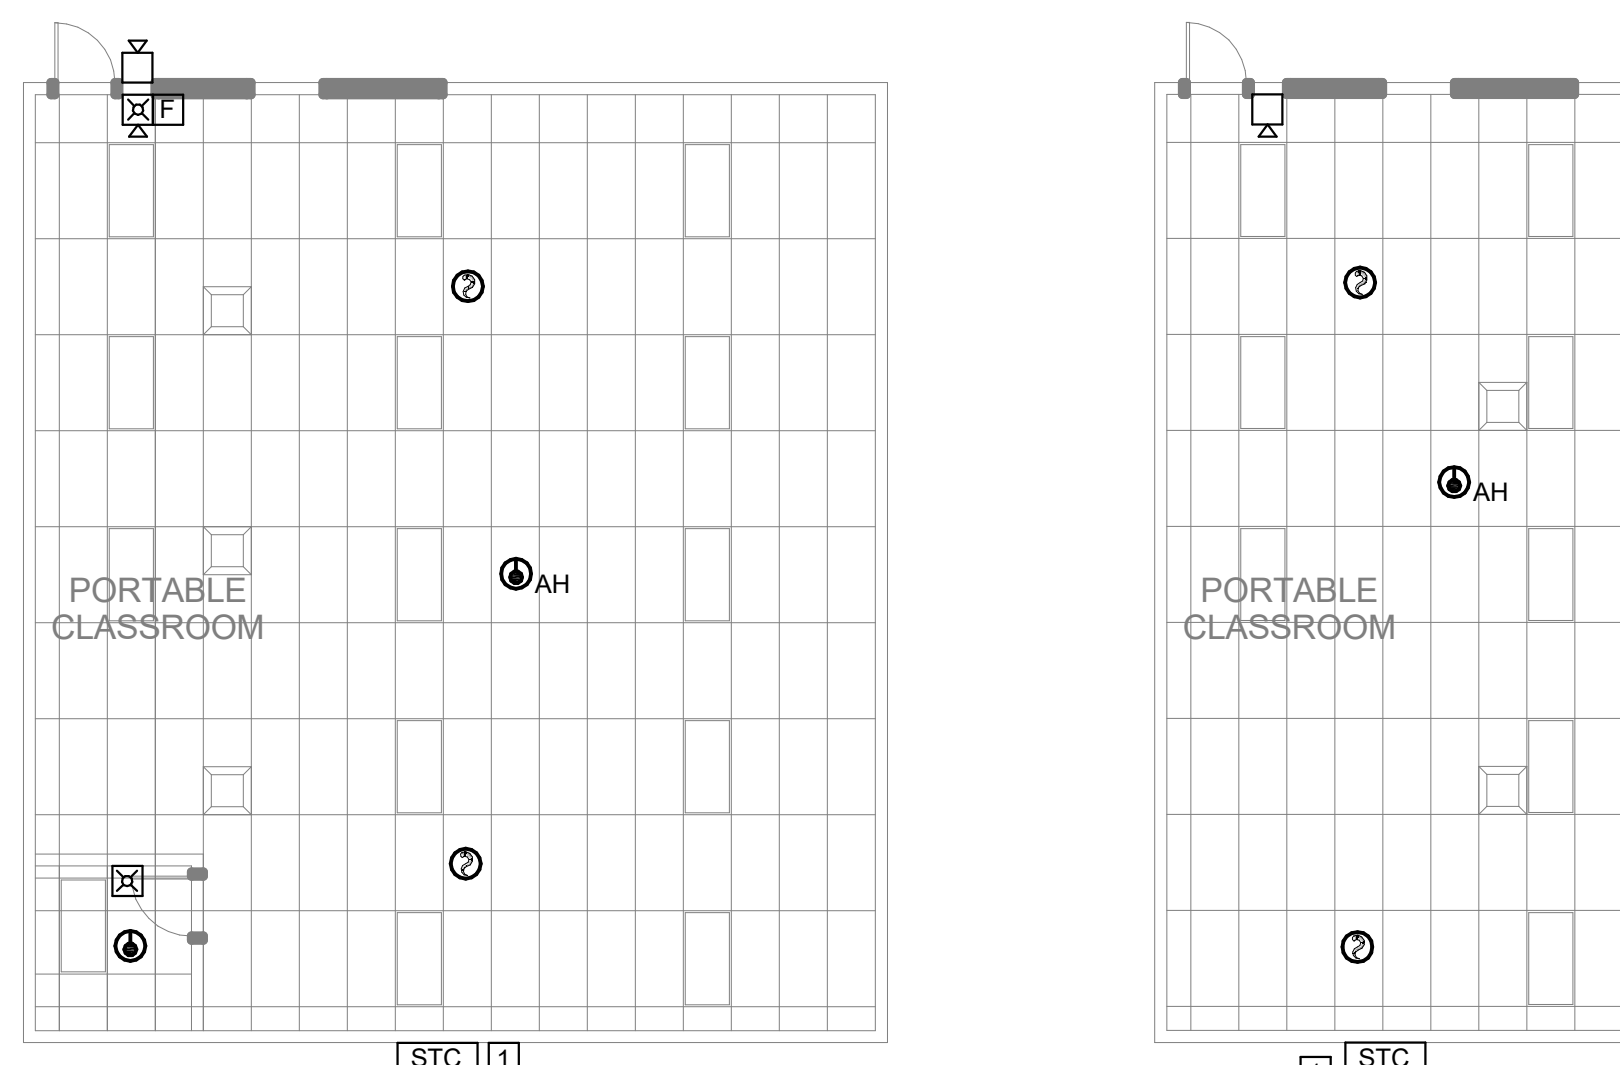 F
AH
AH
PORTABLE
CLASSROOM
PORTABLE
CLASSROOM
STC 1
STC